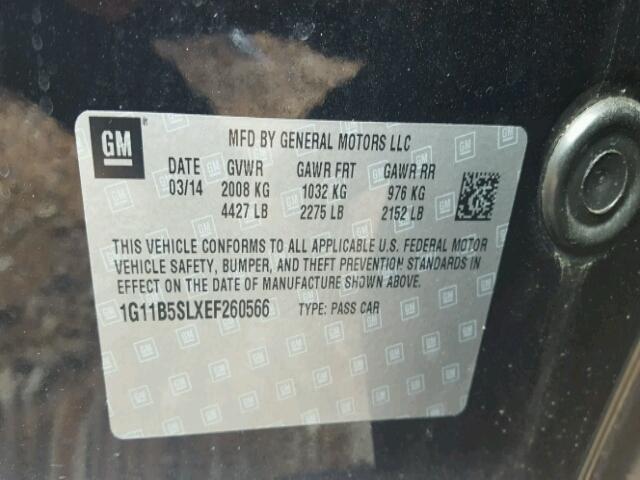 GM
MFD BY GENERAL MOTORS LLC
DATE GVWR GAWR FRT GAWR RR
03/14 2008 KG 1032 KG 976 KG
4427 LB 2275 LB 2152 LB
THIS VEHICLE CONFORMS TO ALL APPLICABLE U.S. FEDERAL MOTOR
VEHICLE SAFETY, BUMPER, AND THEFT PREVENTION STANDARDS IN
EFFECT ON THE DATE OF MANUFACTURE SHOWN ABOVE.
1G11B5SLXEF260566 TYPE: PASS CAR